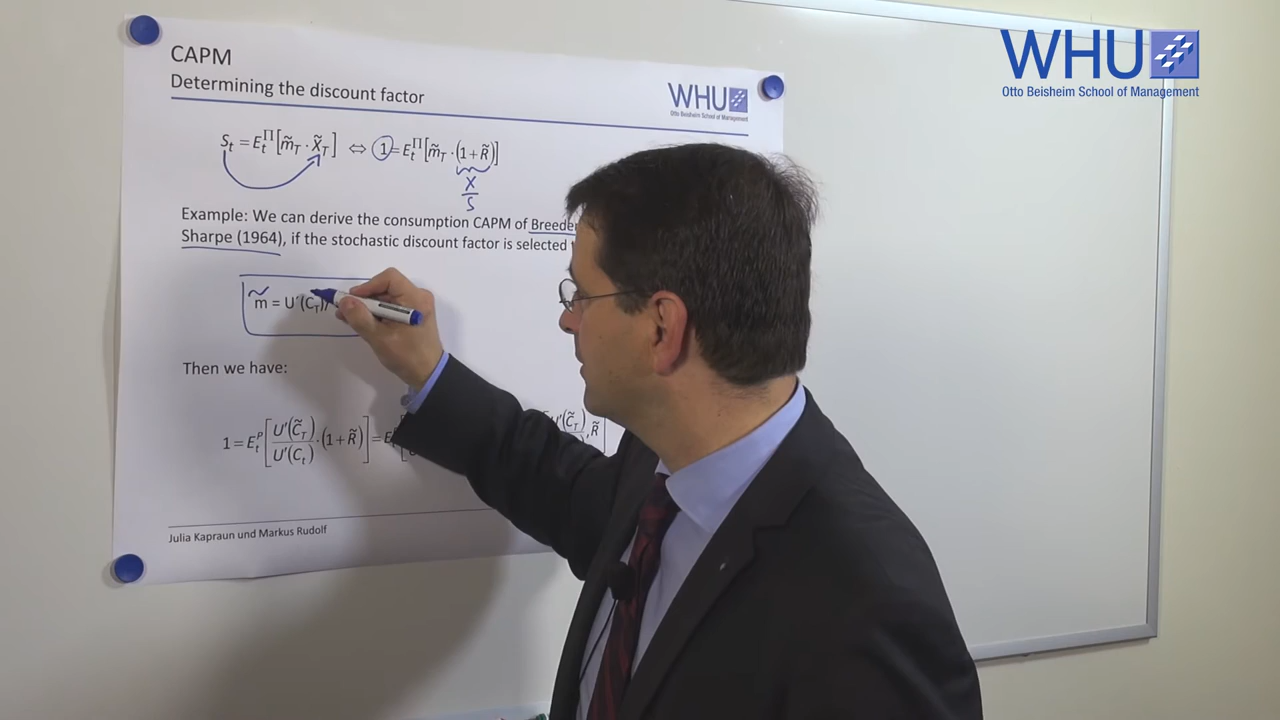 WHU
Otto Beisheim School of Management
CAPM
Determining the discount factor
WHU
Otto Beisheim School of Management
S_t = E_t^Π[m̃_T · X̃_T] ⇔ 1 = E_t^Π[m̃_T · (1+R̃)]
X
S
Example: We can derive the consumption CAPM of
Sharpe (1964), if the stochastic discount factor is selected
m̃ = U'(C_T)/
Then we have:
1 = E_t^P[U'(C̃_T)/U'(C_t) · (1+R̃)] = E
U'(C̃_T) , R̃]
Julia Kapraun und Markus Rudolf